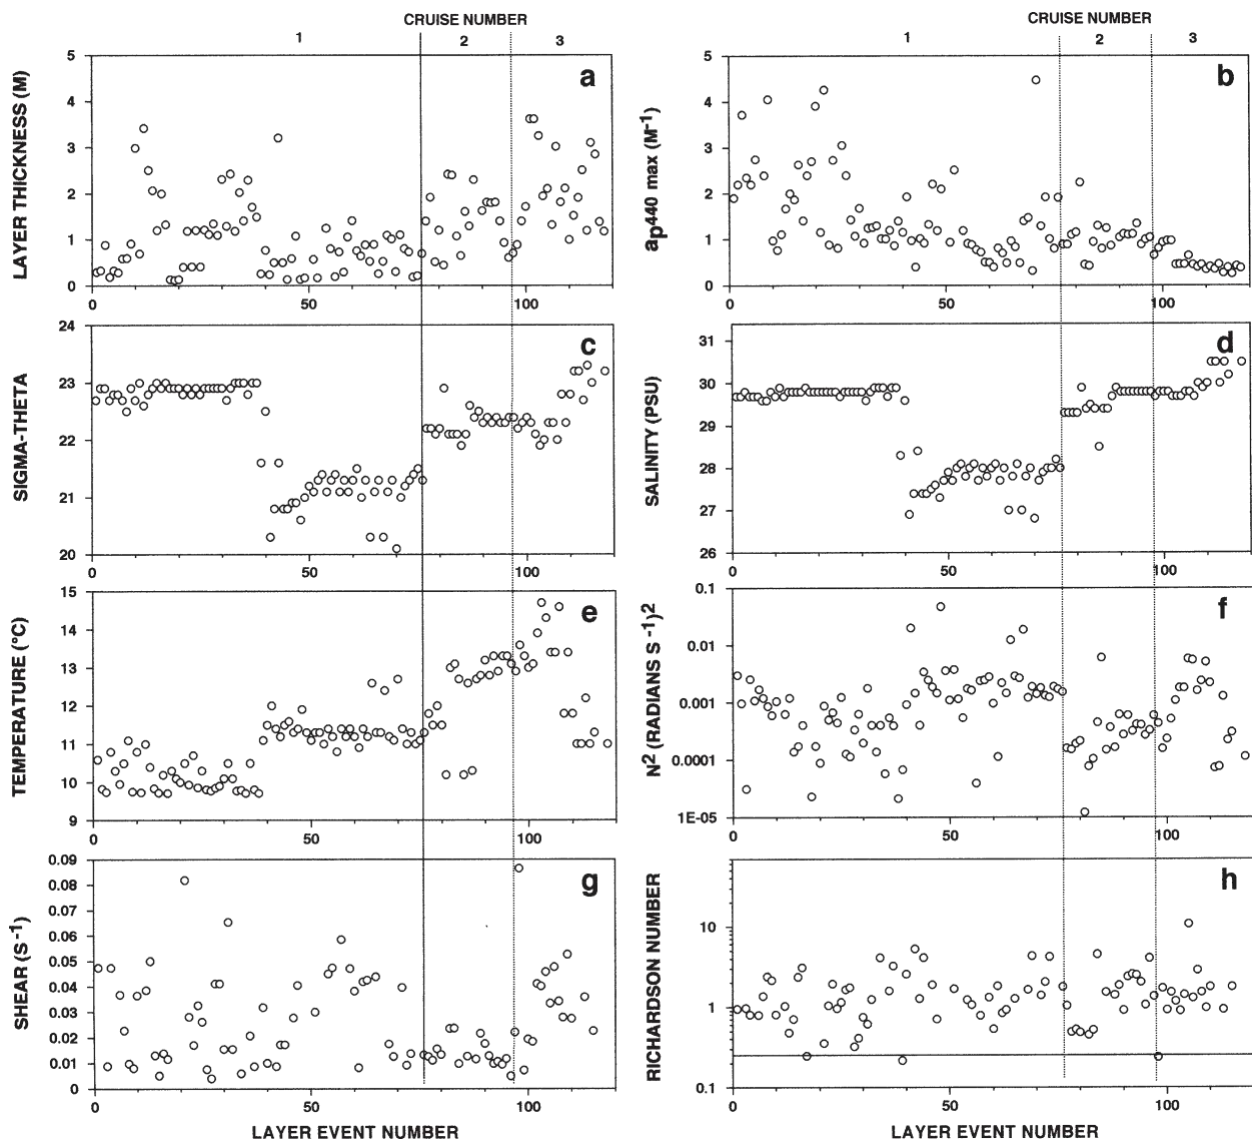 CRUISE NUMBER
1 2 3
a
LAYER THICKNESS (M)
5
4
3
2
1
0
0 50 100
CRUISE NUMBER
1 2 3
b
ap440 max (M-1)
5
4
3
2
1
0
0 50 100
c
SIGMA-THETA
24
23
22
21
20
0 50 100
d
SALINITY (PSU)
31
30
29
28
27
26
0 50 100
e
TEMPERATURE (°C)
15
14
13
12
11
10
9
0 50 100
f
N2 (RADIANS S -1)2
0.1
0.01
0.001
0.0001
1E-05
0 50 100
g
SHEAR (S-1)
0.09
0.08
0.07
0.06
0.05
0.04
0.03
0.02
0.01
0
0 50 100
LAYER EVENT NUMBER
h
RICHARDSON NUMBER
10
1
0.1
0 50 100
LAYER EVENT NUMBER